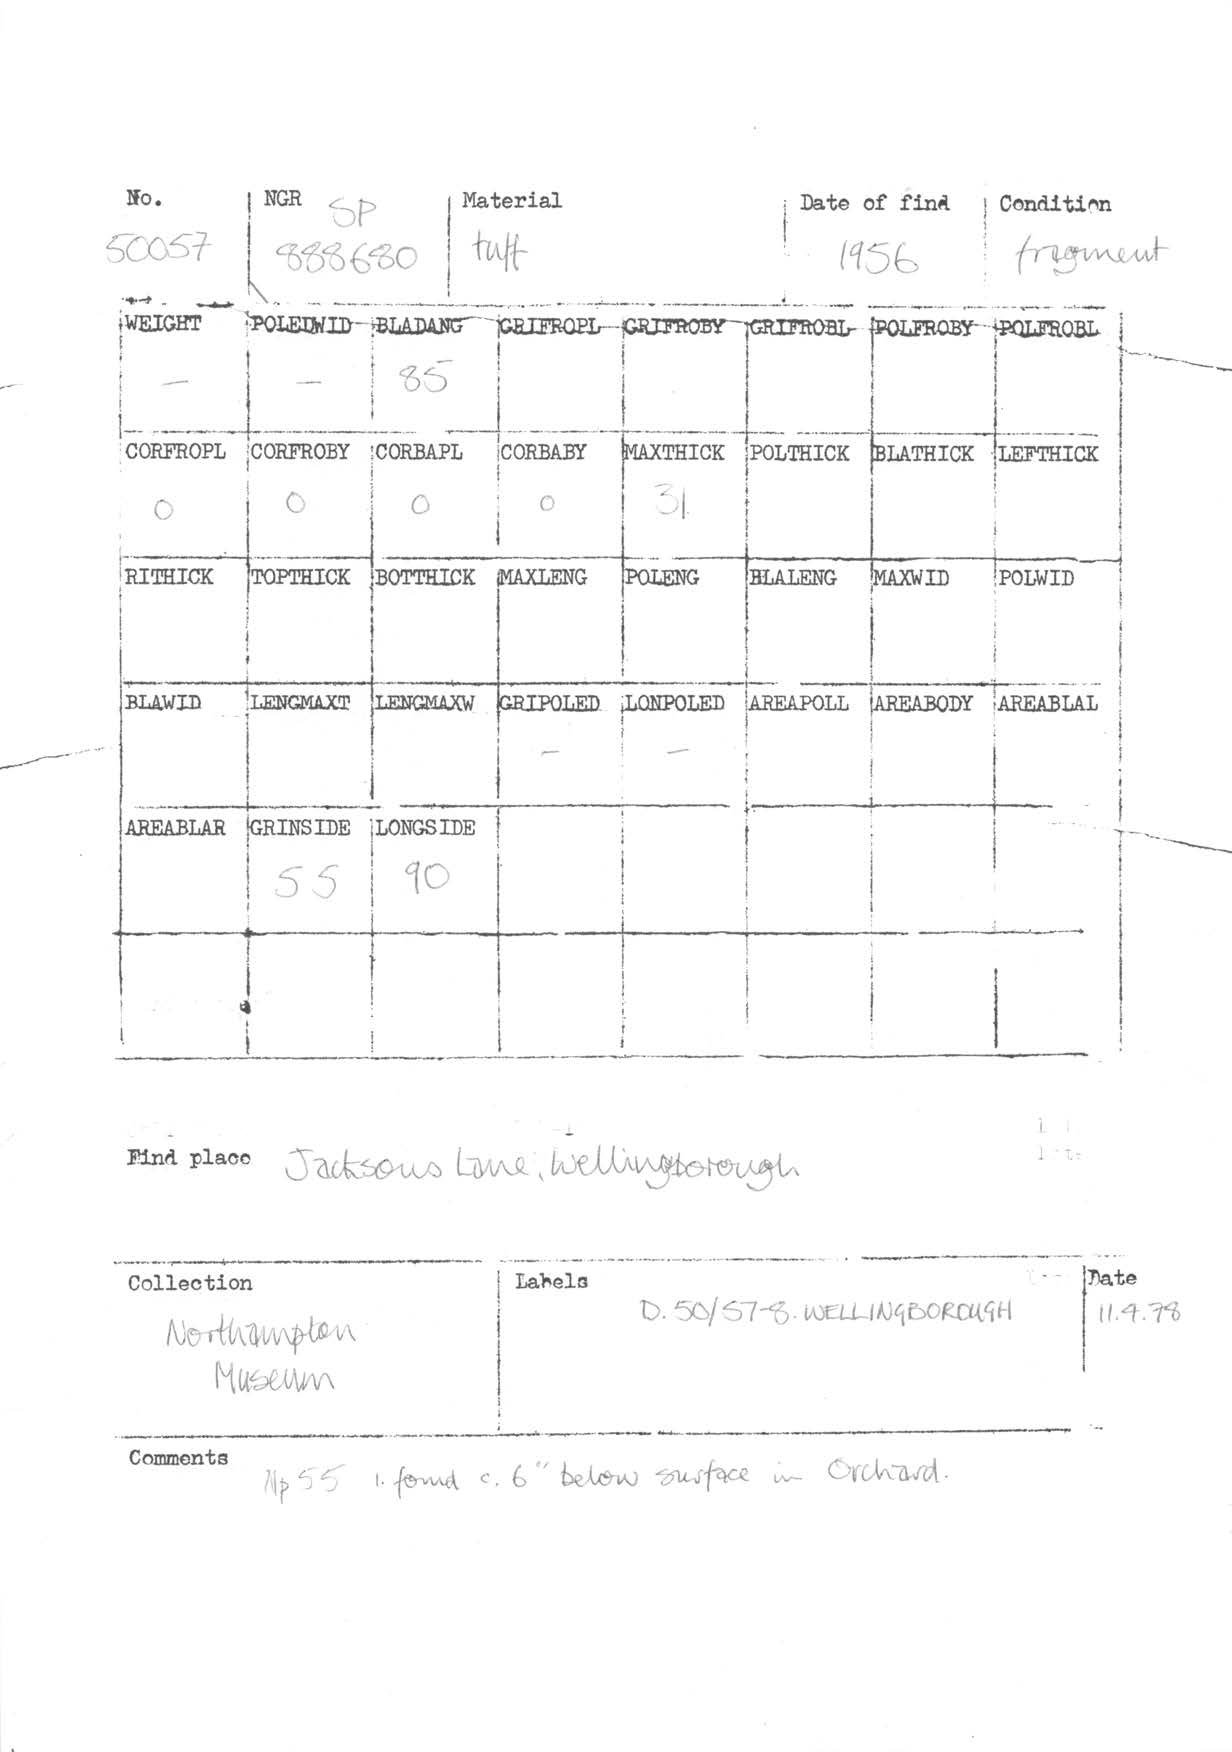 No. NGR SP Material Date of find Condition
50057 888680 tuff 1956 fragment
WEIGHT POLEDWID BLADANG GRIFROPL GRIFROBY GRIFROBL POLFROBY POLFROBL
— — 85
CORFROPL CORFROBY CORBAPL CORBABY MAXTHICK POLTHICK BLATHICK LEFTHICK
0 0 0 0 31
RITHICK TOPTHICK BOTTHICK MAXLENG POLENG BLALENG MAXWID POLWID
BLAWID LENGMAXT LENGMAXW GRIPOLED LONPOLED AREAPOLL AREABODY AREABLAL
— —
AREABLAR GRINSIDE LONGSIDE
55 90
Find place Jacksons Lane, Wellingborough
Collection Labels Date
D.50/57-8. WELLINGBOROUGH 11.4.78
Northampton
Museum
Comments
Np 55 1. found c. 6" below surface in Orchard.